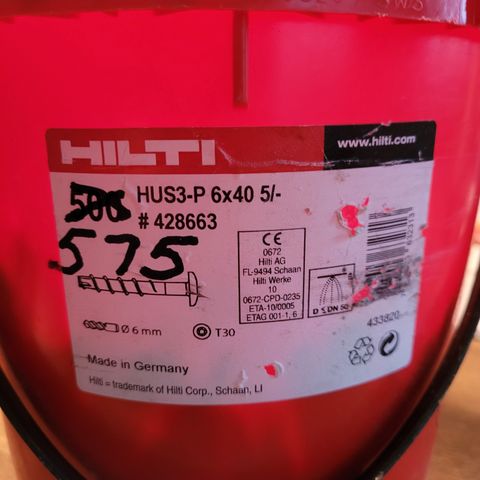 HILTI
www.hilti.com
500 HUS3-P 6x40 5/-
# 428663
575
CE
0672
Hilti AG
FL-9494 Schaan
Hilti Werke
10
0672-CPD-0235
ETA-10/0005
ETAG 001-1, 6
D ≤ DN 50
Ø 6 mm
T30
433820
Made in Germany
Hilti = trademark of Hilti Corp., Schaan, LI